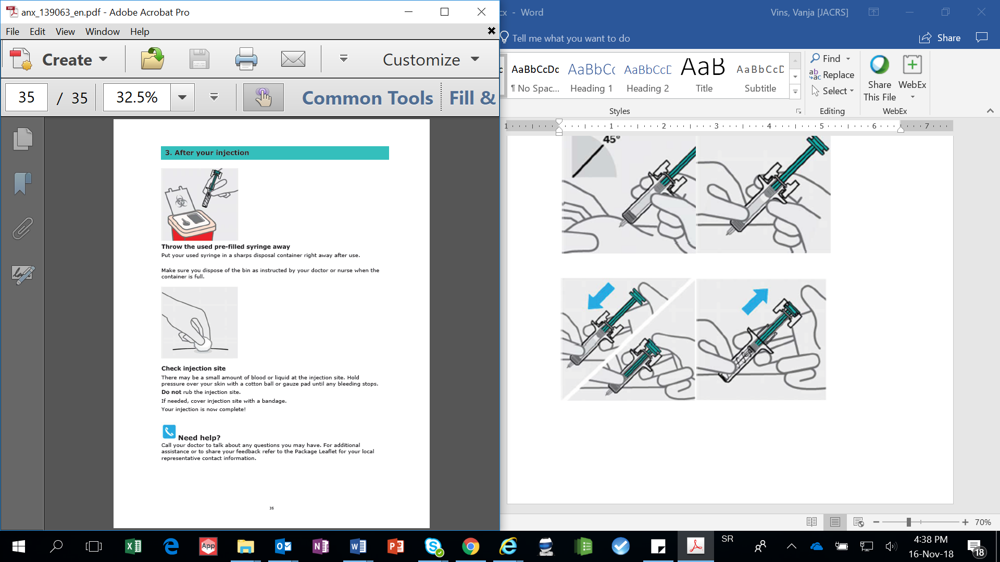 anx_139063_en.pdf - Adobe Acrobat Pro
File Edit View Window Help
Create
Customize
35 / 35
32.5%
Common Tools
Fill &
3. After your injection
Throw the used pre-filled syringe away
Put your used syringe in a sharps disposal container right away after use.
Make sure you dispose of the bin as instructed by your doctor or nurse when the
container is full.
Check injection site
There may be a small amount of blood or liquid at the injection site. Hold
pressure over your skin with a cotton ball or gauze pad until any bleeding stops.
Do not rub the injection site.
If needed, cover injection site with a bandage.
Your injection is now complete!
Need help?
Call your doctor to talk about any questions you may have. For additional
assistance or to share your feedback refer to the Package Leaflet for your local
representative contact information.
35
cx - Word
Vins, Vanja [JACRS]
Tell me what you want to do
Share
c AaBbCcDc AaBbCc AaBbCcD AaB AaBbCcD
¶ No Spac... Heading 1 Heading 2 Title Subtitle
Styles
Find
Replace
Select
Editing
Share
This File
WebEx
WebEx
1 1 2 3 4 5 6 7
45°
70%
App
SR
4:38 PM
16-Nov-18
18